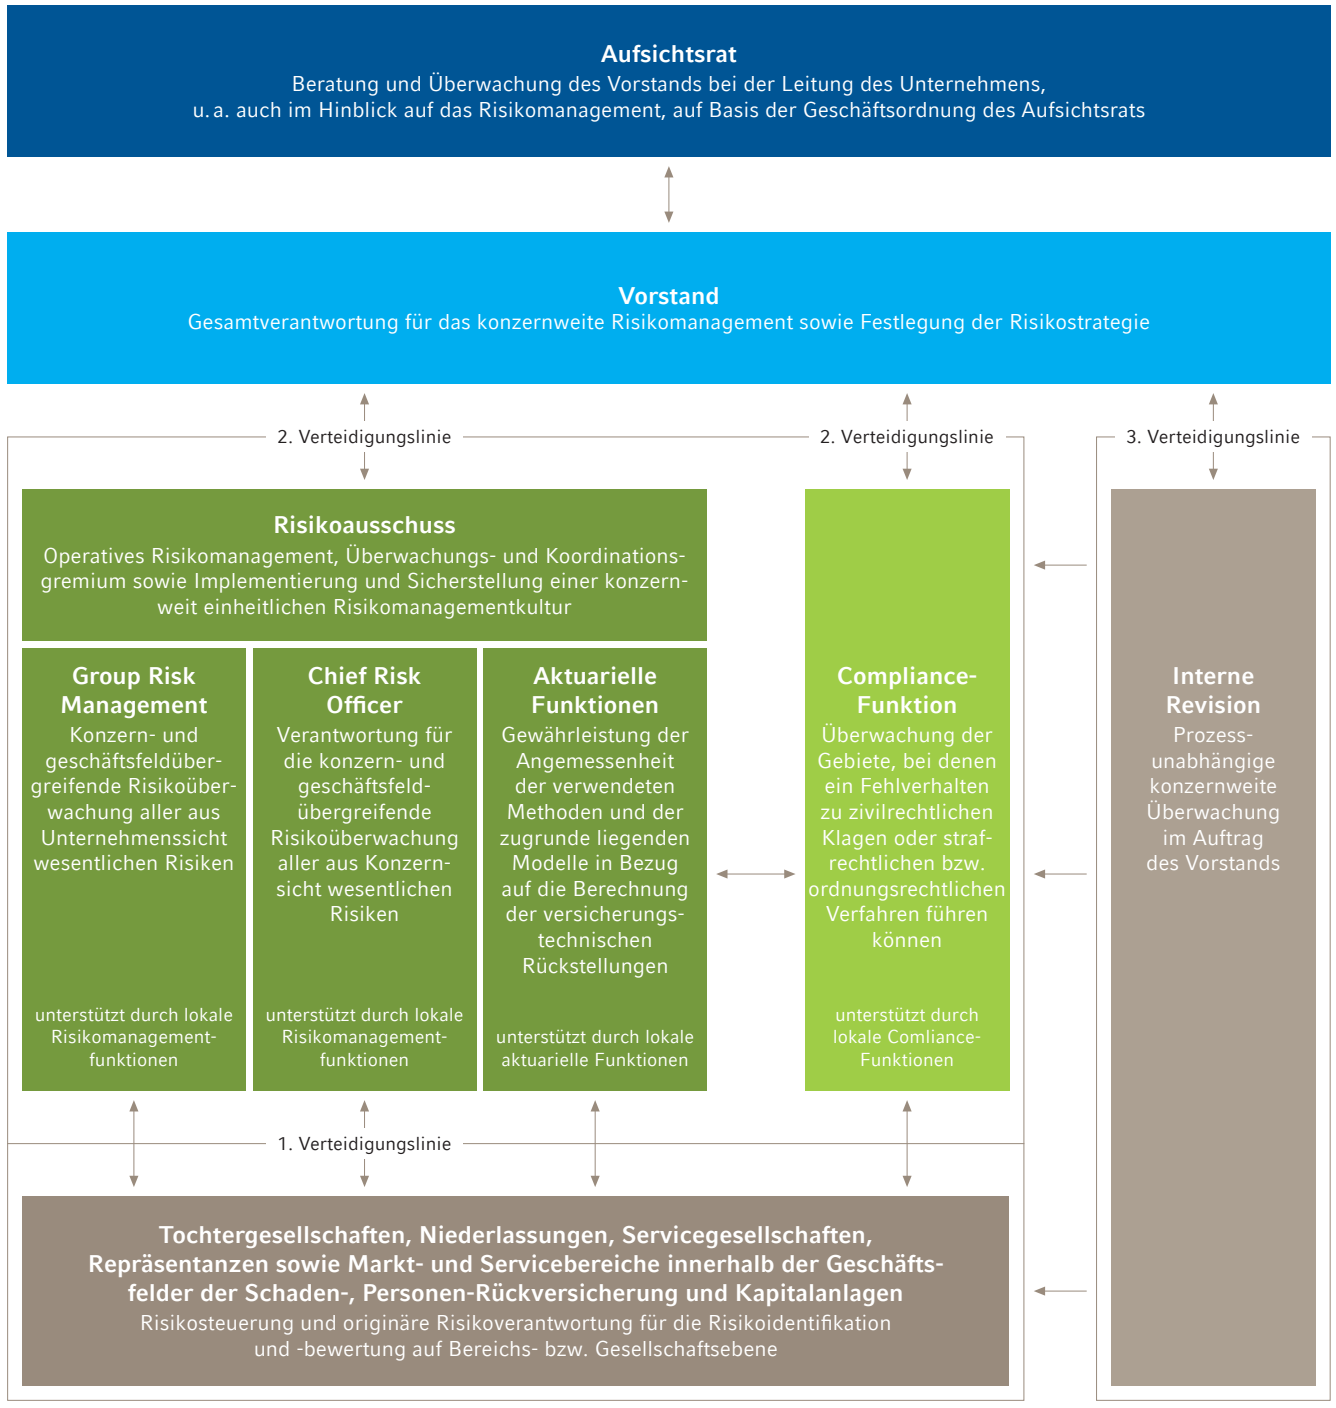 Aufsichtsrat
Beratung und Überwachung des Vorstands bei der Leitung des Unternehmens,
u. a. auch im Hinblick auf das Risikomanagement, auf Basis der Geschäftsordnung des Aufsichtsrats
Vorstand
Gesamtverantwortung für das konzernweite Risikomanagement sowie Festlegung der Risikostrategie
2. Verteidigungslinie
2. Verteidigungslinie
3. Verteidigungslinie
Risikoausschuss
Operatives Risikomanagement, Überwachungs- und Koordinations-
gremium sowie Implementierung und Sicherstellung einer konzern-
weit einheitlichen Risikomanagementkultur
Group Risk
Management
Konzern- und
geschäftsfeldüber-
greifende Risikoüber-
wachung aller aus
Unternehmenssicht
wesentlichen Risiken
unterstützt durch lokale
Risikomanagement-
funktionen
Chief Risk
Officer
Verantwortung für
die konzern- und
geschäftsfeld-
übergreifende
Risikoüberwachung
aller aus Konzern-
sicht wesentlichen
Risiken
unterstützt durch lokale
Risikomanagement-
funktionen
Aktuarielle
Funktionen
Gewährleistung der
Angemessenheit
der verwendeten
Methoden und der
zugrunde liegenden
Modelle in Bezug
auf die Berechnung
der versicherungs-
technischen
Rückstellungen
unterstützt durch lokale
aktuarielle Funktionen
Compliance-
Funktion
Überwachung der
Gebiete, bei denen
ein Fehlverhalten
zu zivilrechtlichen
Klagen oder straf-
rechtlichen bzw.
ordnungsrechtlichen
Verfahren führen
können
unterstützt durch
lokale Comliance-
Funktionen
Interne
Revision
Prozess-
unabhängige
konzernweite
Überwachung
im Auftrag
des Vorstands
1. Verteidigungslinie
Tochtergesellschaften, Niederlassungen, Servicegesellschaften,
Repräsentanzen sowie Markt- und Servicebereiche innerhalb der Geschäfts-
felder der Schaden-, Personen-Rückversicherung und Kapitalanlagen
Risikosteuerung und originäre Risikoverantwortung für die Risikoidentifikation
und -bewertung auf Bereichs- bzw. Gesellschaftsebene